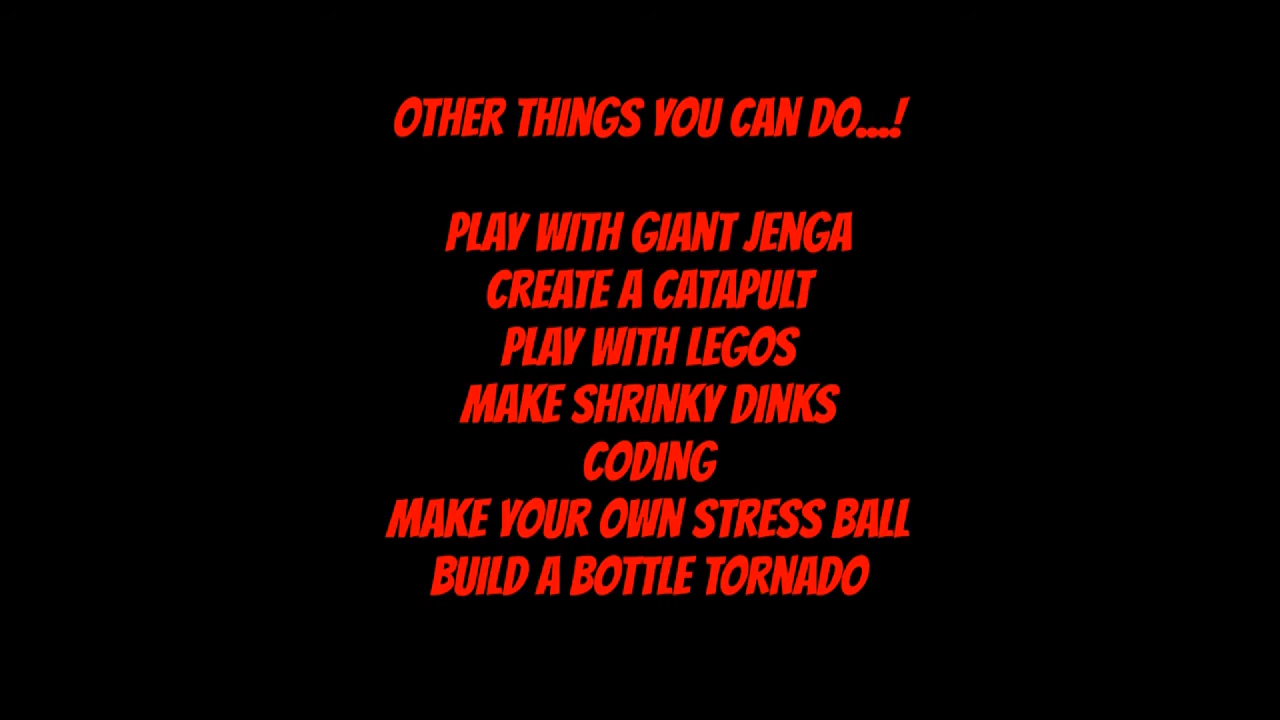 OTHER THINGS YOU CAN DO....!
PLAY WITH GIANT JENGA
CREATE A CATAPULT
PLAY WITH LEGOS
MAKE SHRINKY DINKS
CODING
MAKE YOUR OWN STRESS BALL
BUILD A BOTTLE TORNADO